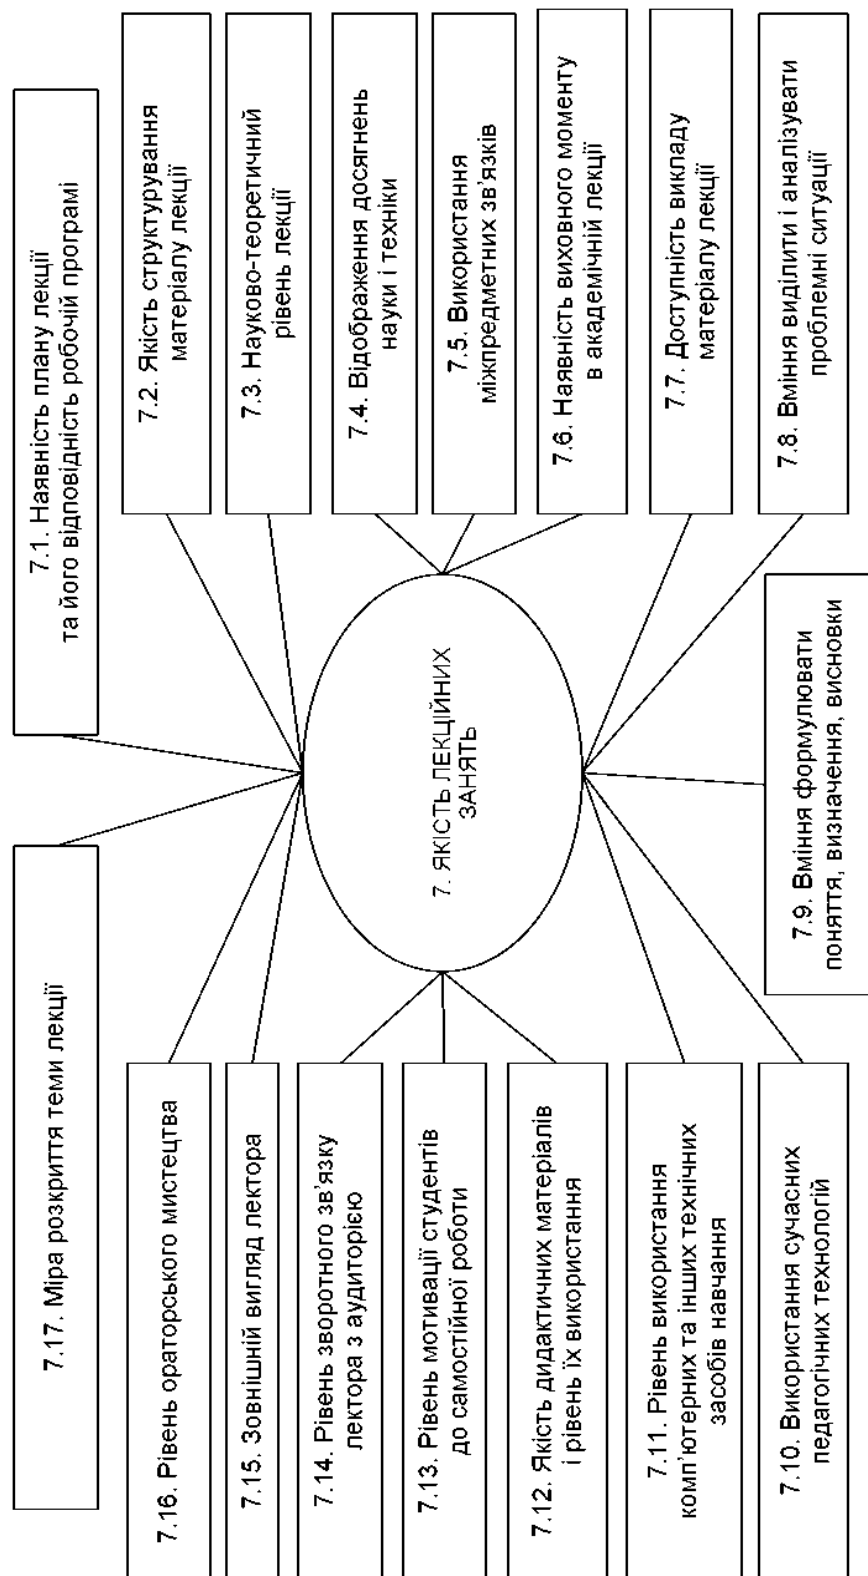 7.1. Наявність плану лекції
та його відповідність робочій програмі
7.2. Якість структурування
матеріалу лекції
7.3. Науково-теоретичний
рівень лекції
7.4. Відображення досягнень
науки і техніки
7.5. Використання
міжпредметних зв'язків
7.6. Наявність виховного моменту
в академічній лекції
7.7. Доступність викладу
матеріалу лекції
7.8. Вміння виділити і аналізувати
проблемні ситуації
7. ЯКІСТЬ ЛЕКЦІЙНИХ
ЗАНЯТЬ
7.9. Вміння формулювати
поняття, визначення, висновки
7.10. Використання сучасних
педагогічних технологій
7.11. Рівень використання
комп'ютерних та інших технічних
засобів навчання
7.12. Якість дидактичних матеріалів
і рівень їх використання
7.13. Рівень мотивації студентів
до самостійної роботи
7.14. Рівень зворотного зв'язку
лектора з аудиторією
7.15. Зовнішній вигляд лектора
7.16. Рівень ораторського мистецтва
7.17. Міра розкриття теми лекції